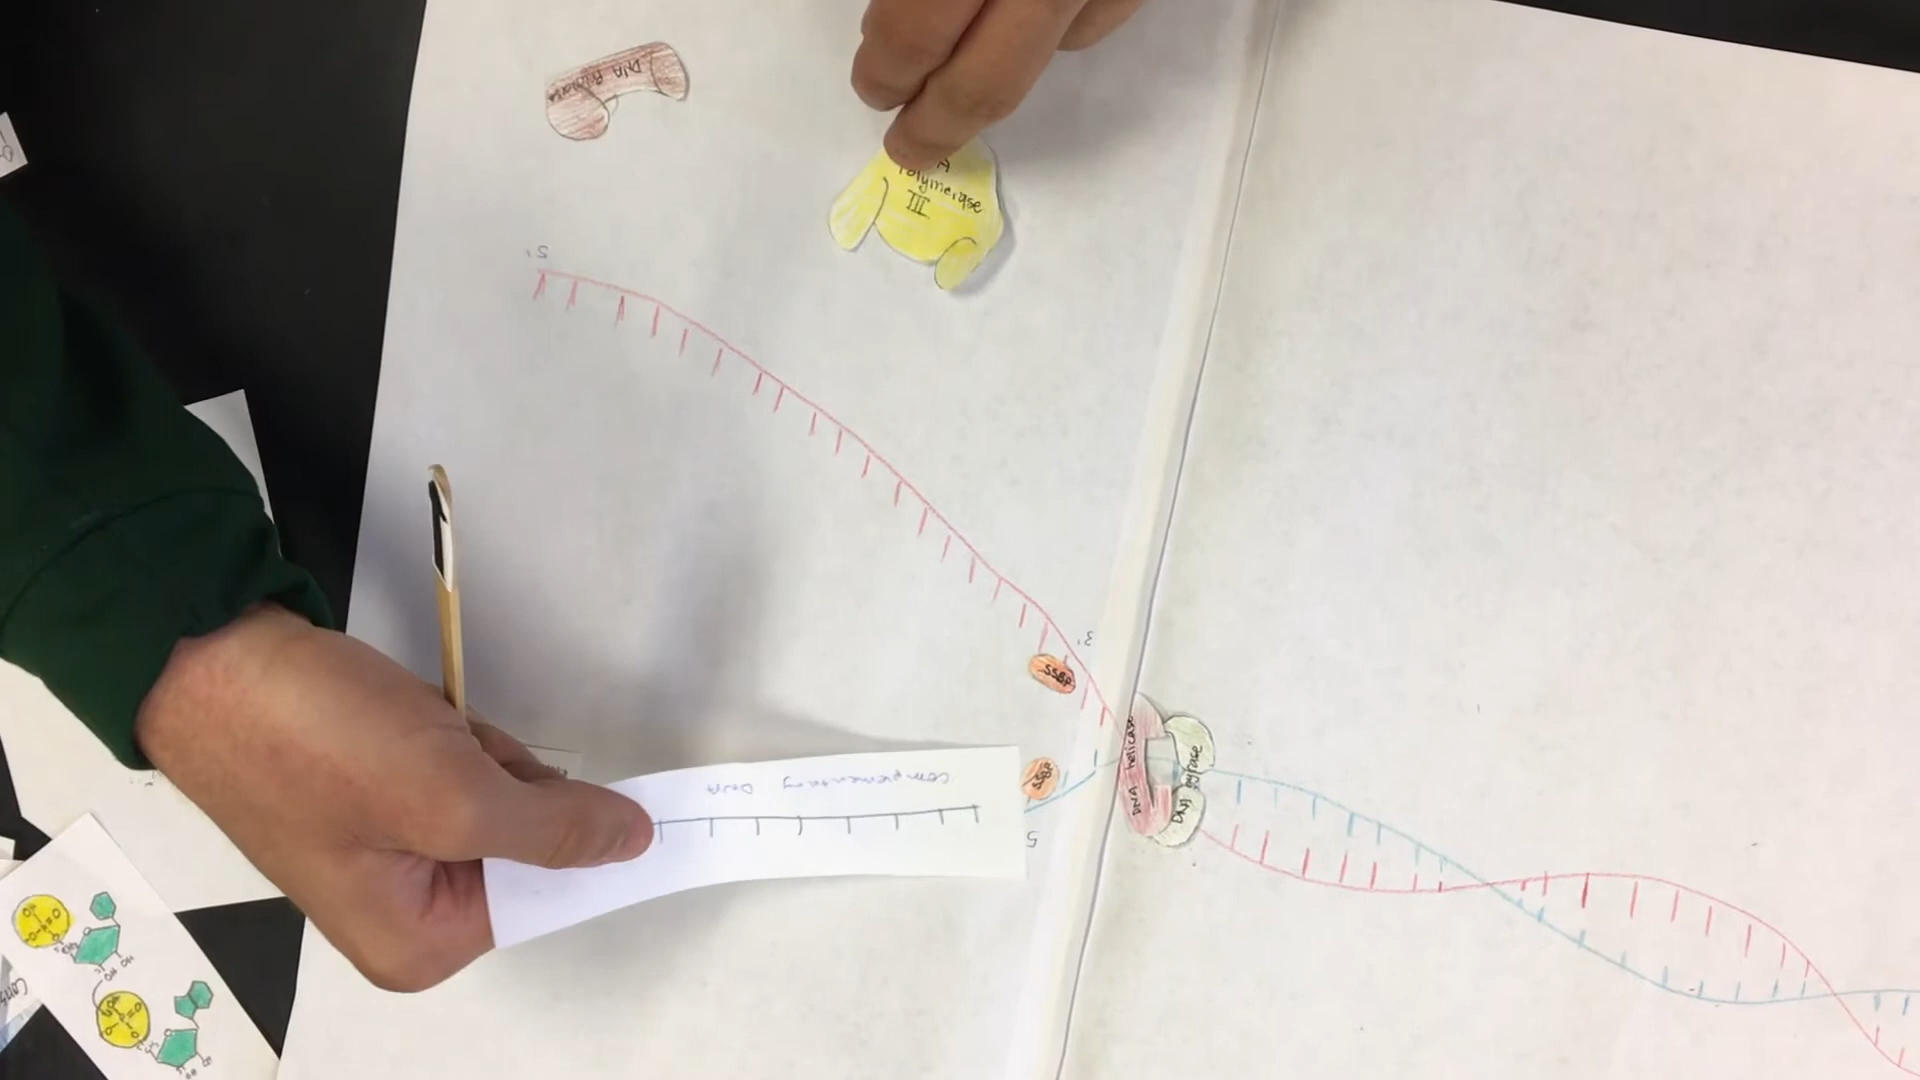 DNA Primase
A
Polymerase
III
5'
3'
SSBP
SSBP
5
DNA helicase
DNA
gyrase
Complementary DNA